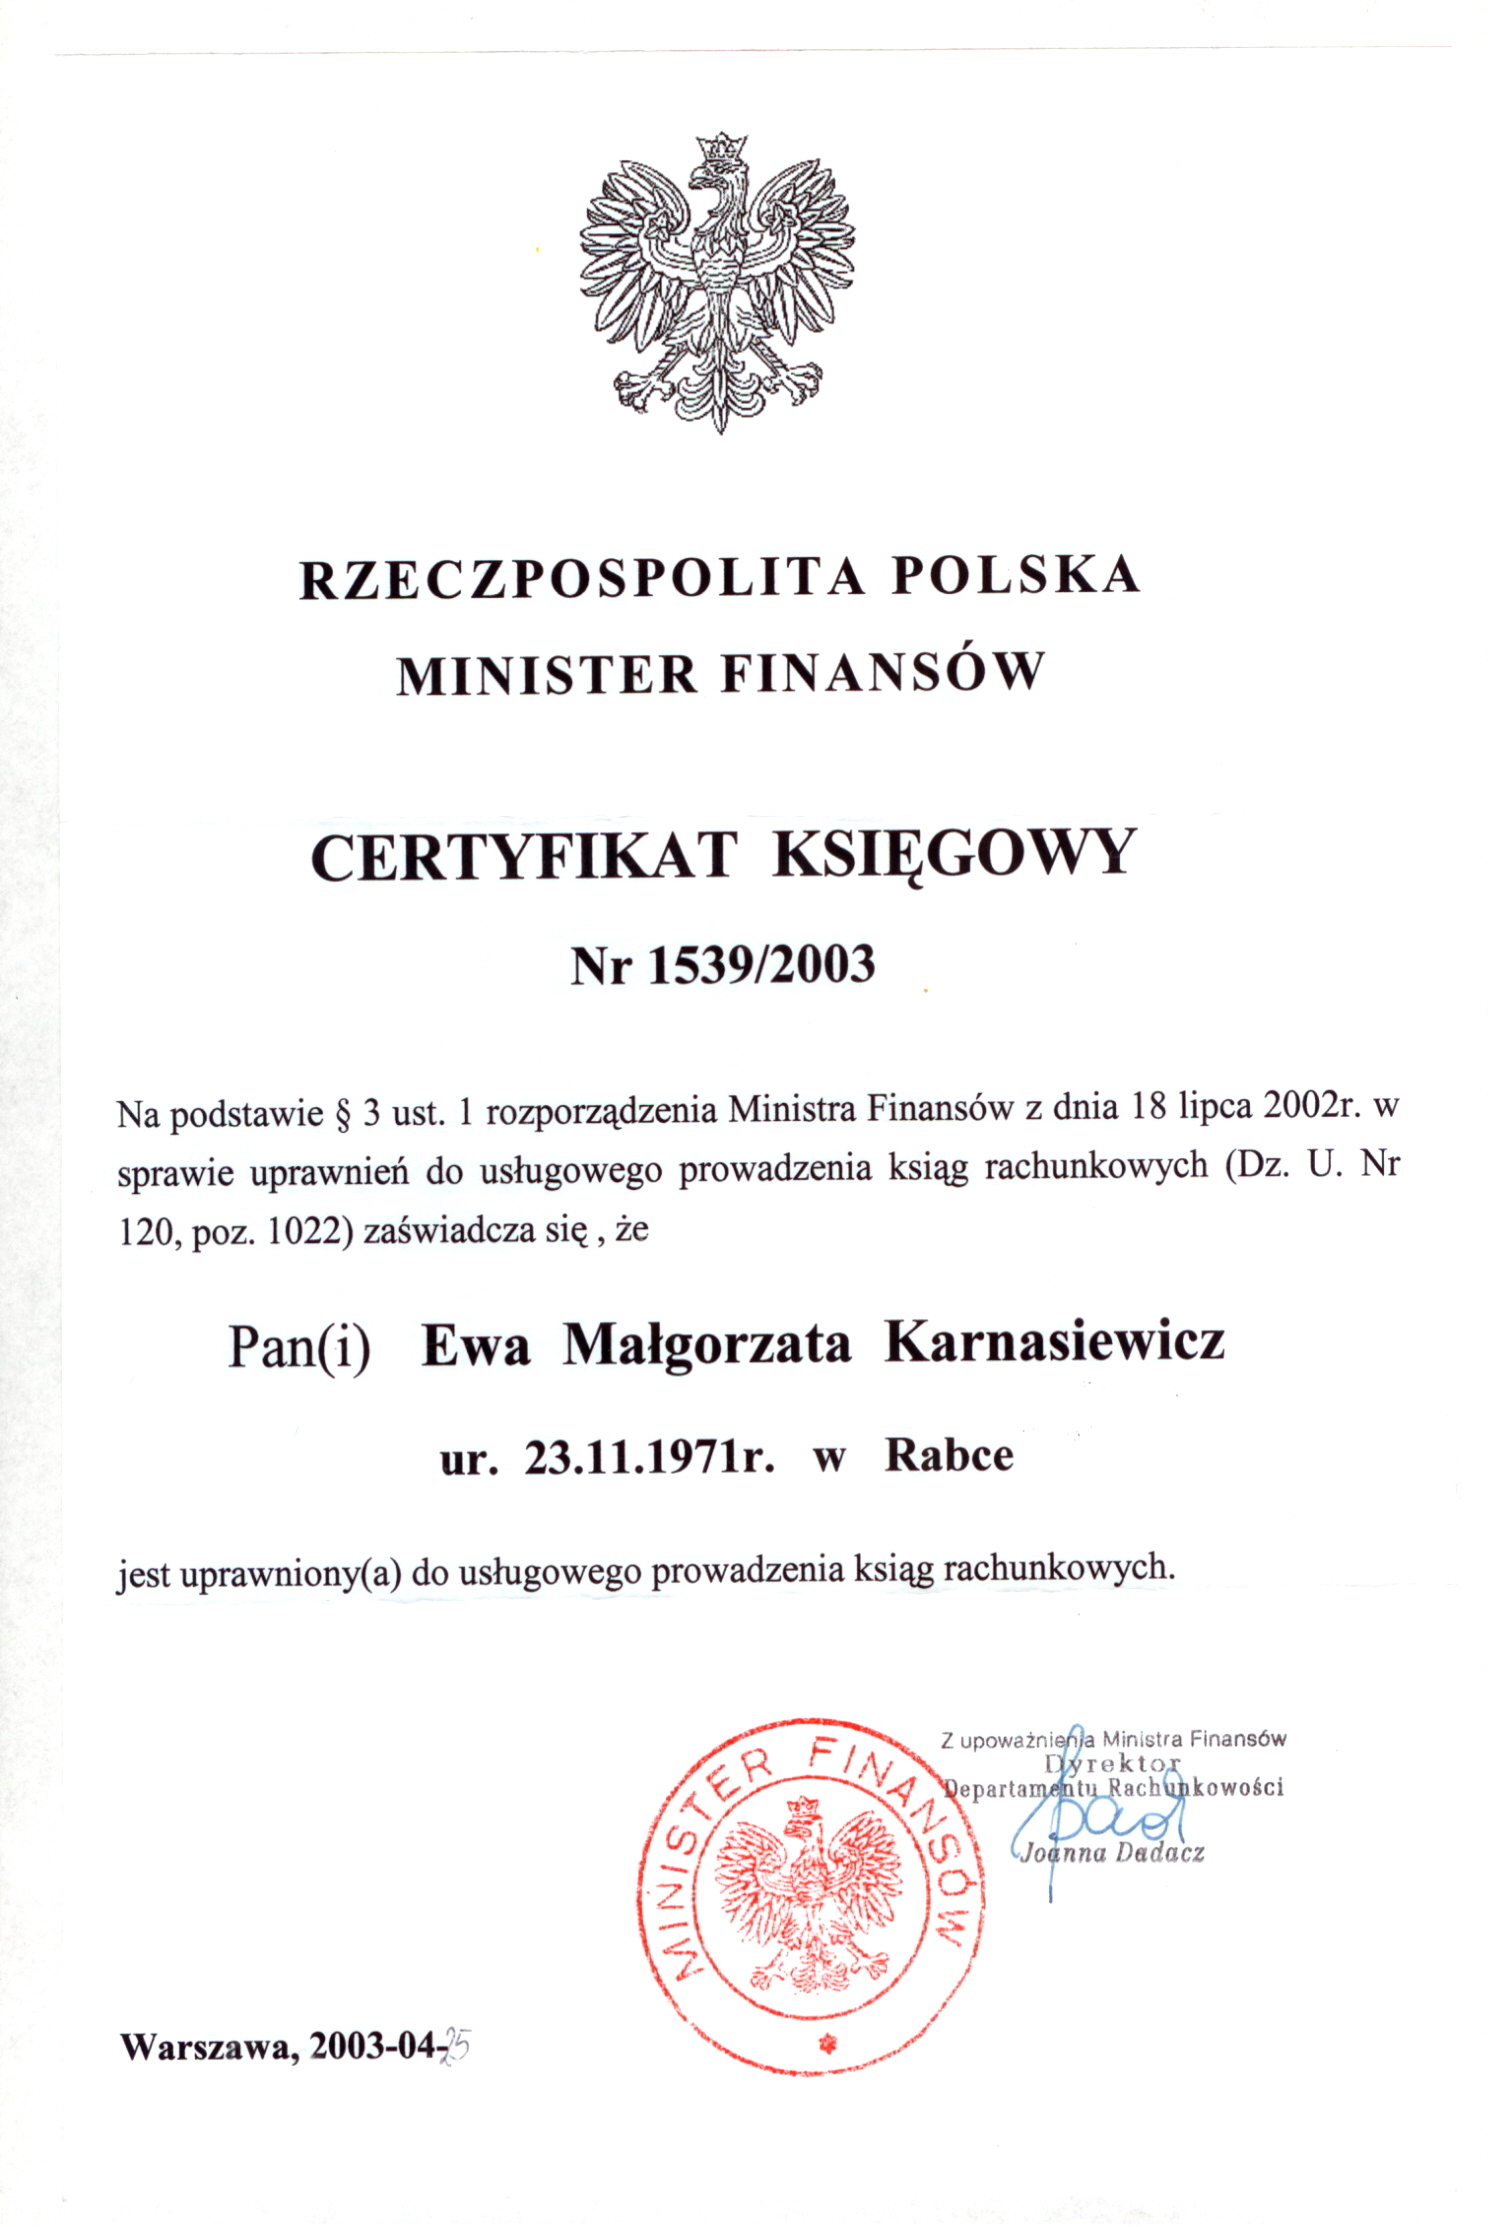 RZECZPOSPOLITA POLSKA
MINISTER FINANSÓW
CERTYFIKAT KSIĘGOWY
Nr 1539/2003
Na podstawie § 3 ust. 1 rozporządzenia Ministra Finansów z dnia 18 lipca 2002r. w
sprawie uprawnień do usługowego prowadzenia ksiąg rachunkowych (Dz. U. Nr
120, poz. 1022) zaświadcza się , że
Pan(i) Ewa Małgorzata Karnasiewicz
ur. 23.11.1971r. w Rabce
jest uprawniony(a) do usługowego prowadzenia ksiąg rachunkowych.
MINISTER FINANSÓW
Z upoważnienia Ministra Finansów
Dyrektor
Departamentu Rachunkowości
Joanna Dadacz
Warszawa, 2003-04-25